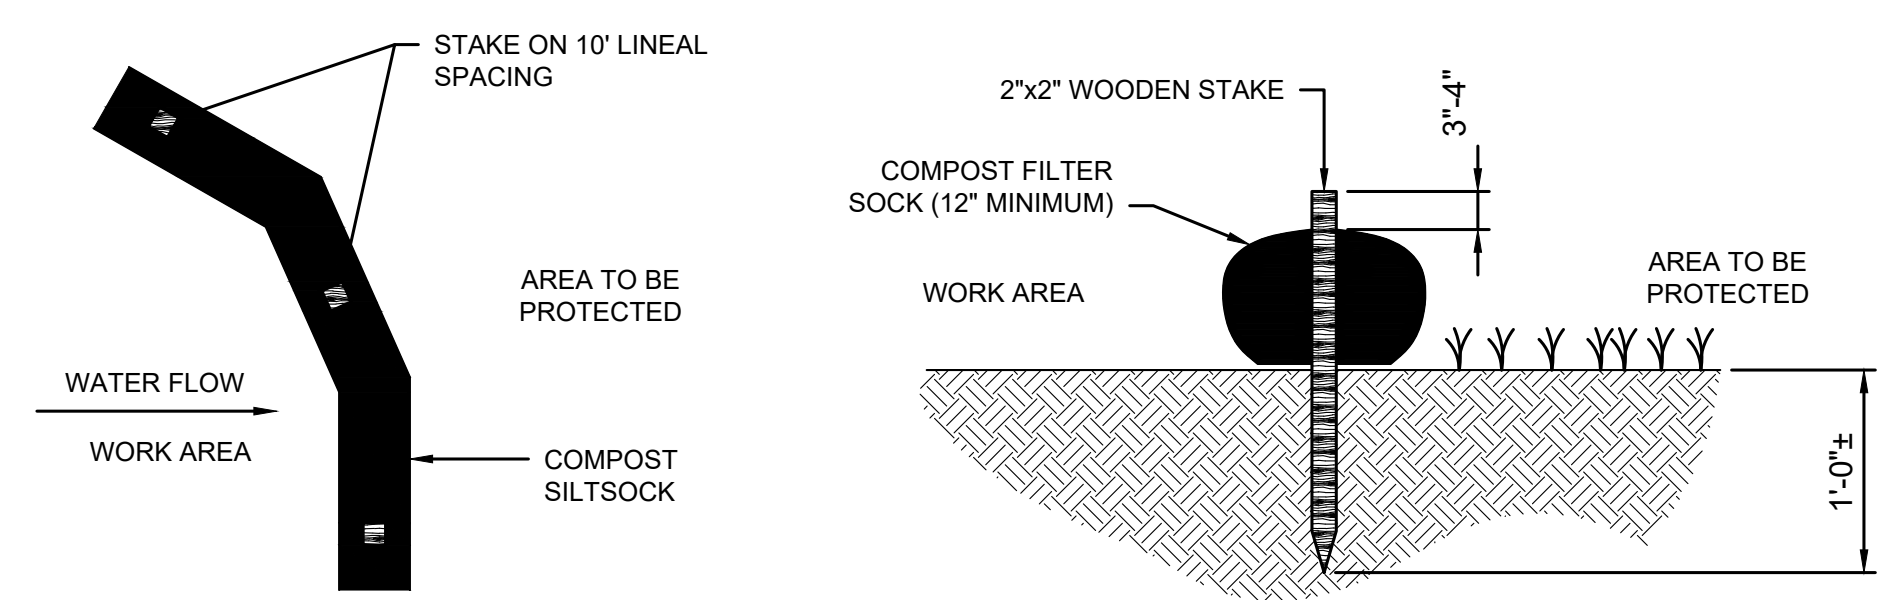 STAKE ON 10' LINEAL
SPACING
AREA TO BE
PROTECTED
WATER FLOW
WORK AREA
COMPOST
SILTSOCK
2"x2" WOODEN STAKE
3"-4"
COMPOST FILTER
SOCK (12" MINIMUM)
WORK AREA
AREA TO BE
PROTECTED
1'-0"±